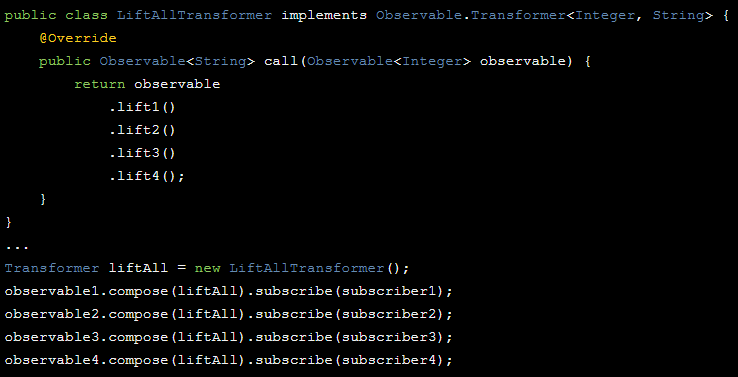 public class LiftAllTransformer implements Observable.Transformer<Integer, String> {
    @Override
    public Observable<String> call(Observable<Integer> observable) {
        return observable
            .lift1()
            .lift2()
            .lift3()
            .lift4();
    }
}
...
Transformer liftAll = new LiftAllTransformer();
observable1.compose(liftAll).subscribe(subscriber1);
observable2.compose(liftAll).subscribe(subscriber2);
observable3.compose(liftAll).subscribe(subscriber3);
observable4.compose(liftAll).subscribe(subscriber4);